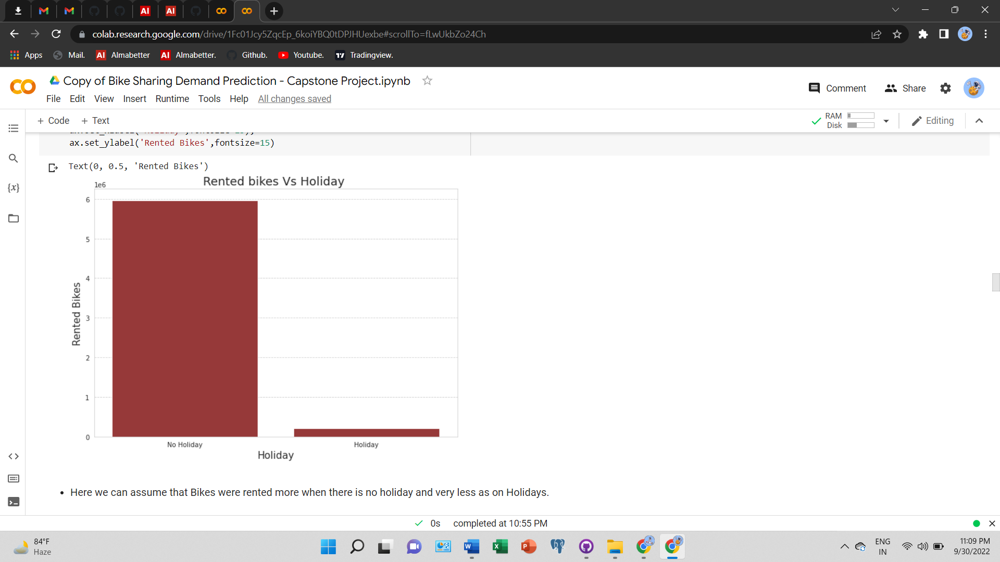 AI
AI
colab.research.google.com/drive/1Fc01Jcy5ZqcEp_6koiYBQ0tDPJHUexbe#scrollTo=fLwUkbZo24Ch
Apps Mail. AI Almabetter AI Almabetter. Github. Youtube. Tradingview.
Copy of Bike Sharing Demand Prediction - Capstone Project.ipynb
Comment Share
File Edit View Insert Runtime Tools Help All changes saved
+ Code + Text
RAM
Disk
Editing
ax.set_ylabel('Rented Bikes',fontsize=15)
Text(0, 0.5, 'Rented Bikes')
{x}
Rented bikes Vs Holiday
1e6
6
5
4
3
2
1
0
Rented Bikes
No Holiday Holiday
Holiday
• Here we can assume that Bikes were rented more when there is no holiday and very less as on Holidays.
0s completed at 10:55 PM
84°F
Haze
ENG
IN
11:09 PM
9/30/2022